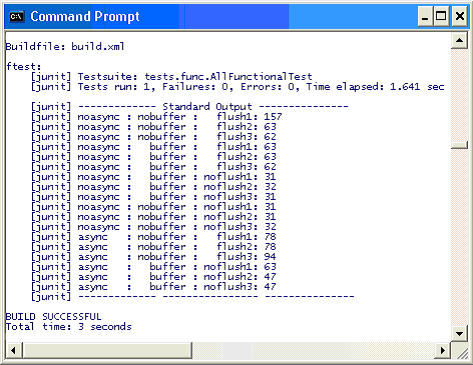 Command Prompt
Buildfile: build.xml
ftest:
[junit] Testsuite: tests.func.AllFunctionalTest
[junit] Tests run: 1, Failures: 0, Errors: 0, Time elapsed: 1.641 sec
[junit] ------------- Standard Output ---------------
[junit] noasync : nobuffer :   flush1: 157
[junit] noasync : nobuffer :   flush2: 63
[junit] noasync : nobuffer :   flush3: 62
[junit] noasync :   buffer :   flush1: 63
[junit] noasync :   buffer :   flush2: 63
[junit] noasync :   buffer :   flush3: 62
[junit] noasync :   buffer : noflush1: 31
[junit] noasync :   buffer : noflush2: 32
[junit] noasync :   buffer : noflush3: 31
[junit] noasync : nobuffer : noflush1: 31
[junit] noasync : nobuffer : noflush2: 31
[junit] noasync : nobuffer : noflush3: 32
[junit] async   : nobuffer :   flush1: 78
[junit] async   : nobuffer :   flush2: 78
[junit] async   : nobuffer :   flush3: 94
[junit] async   :   buffer : noflush1: 63
[junit] async   :   buffer : noflush2: 47
[junit] async   :   buffer : noflush3: 47
[junit] ------------- ---------------- ---------------
BUILD SUCCESSFUL
Total time: 3 seconds